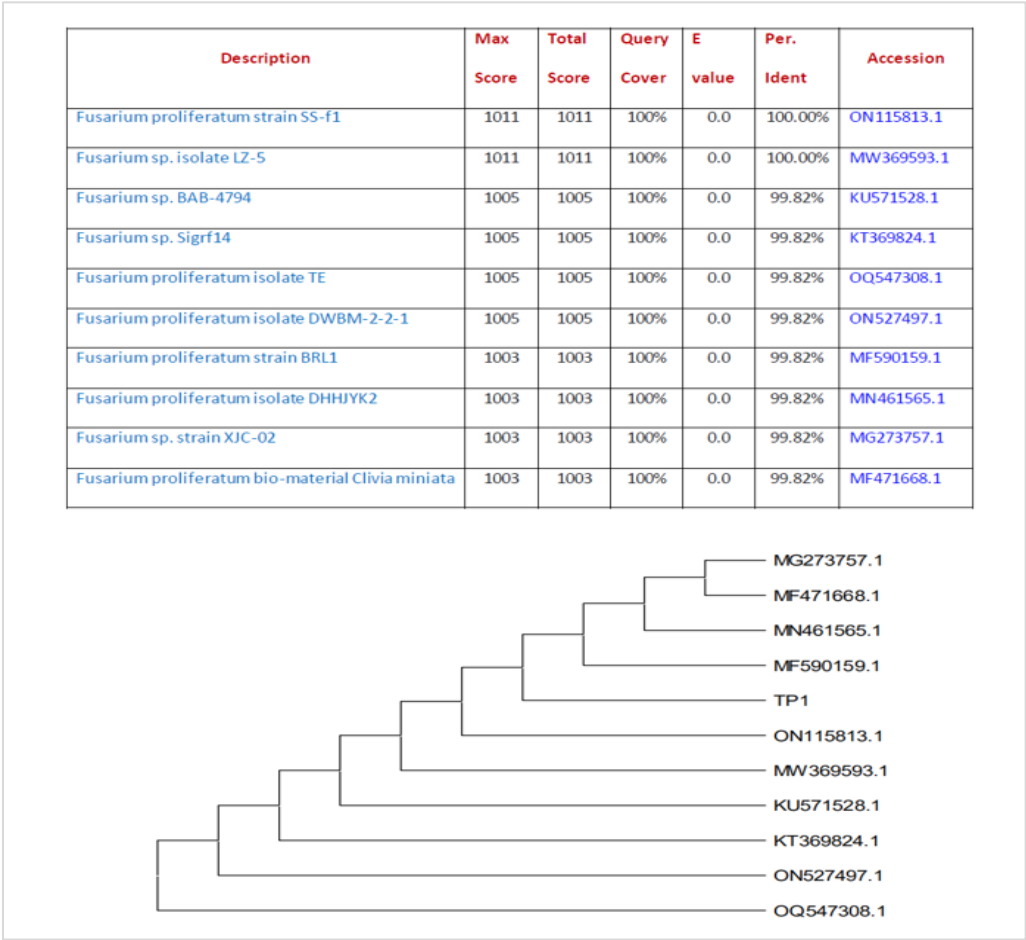 Description Max Score Total Score Query Cover E value Per. Ident Accession
Fusarium proliferatum strain SS-f1 1011 1011 100% 0.0 100.00% ON115813.1
Fusarium sp. isolate LZ-5 1011 1011 100% 0.0 100.00% MW369593.1
Fusarium sp. BAB-4794 1005 1005 100% 0.0 99.82% KU571528.1
Fusarium sp. Sigrf14 1005 1005 100% 0.0 99.82% KT369824.1
Fusarium proliferatum isolate TE 1005 1005 100% 0.0 99.82% OQ547308.1
Fusarium proliferatum isolate DWBM-2-2-1 1005 1005 100% 0.0 99.82% ON527497.1
Fusarium proliferatum strain BRL1 1003 1003 100% 0.0 99.82% MF590159.1
Fusarium proliferatum isolate DHHJYK2 1003 1003 100% 0.0 99.82% MN461565.1
Fusarium sp. strain XJC-02 1003 1003 100% 0.0 99.82% MG273757.1
Fusarium proliferatum bio-material Clivia miniata 1003 1003 100% 0.0 99.82% MF471668.1
MG273757.1
MF471668.1
MN461565.1
MF590159.1
TP1
ON115813.1
MW369593.1
KU571528.1
KT369824.1
ON527497.1
OQ547308.1